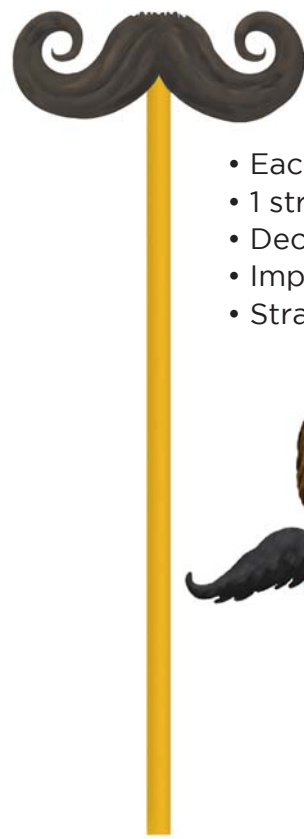 • Eac
• 1 str
• Dec
• Imp
• Stra